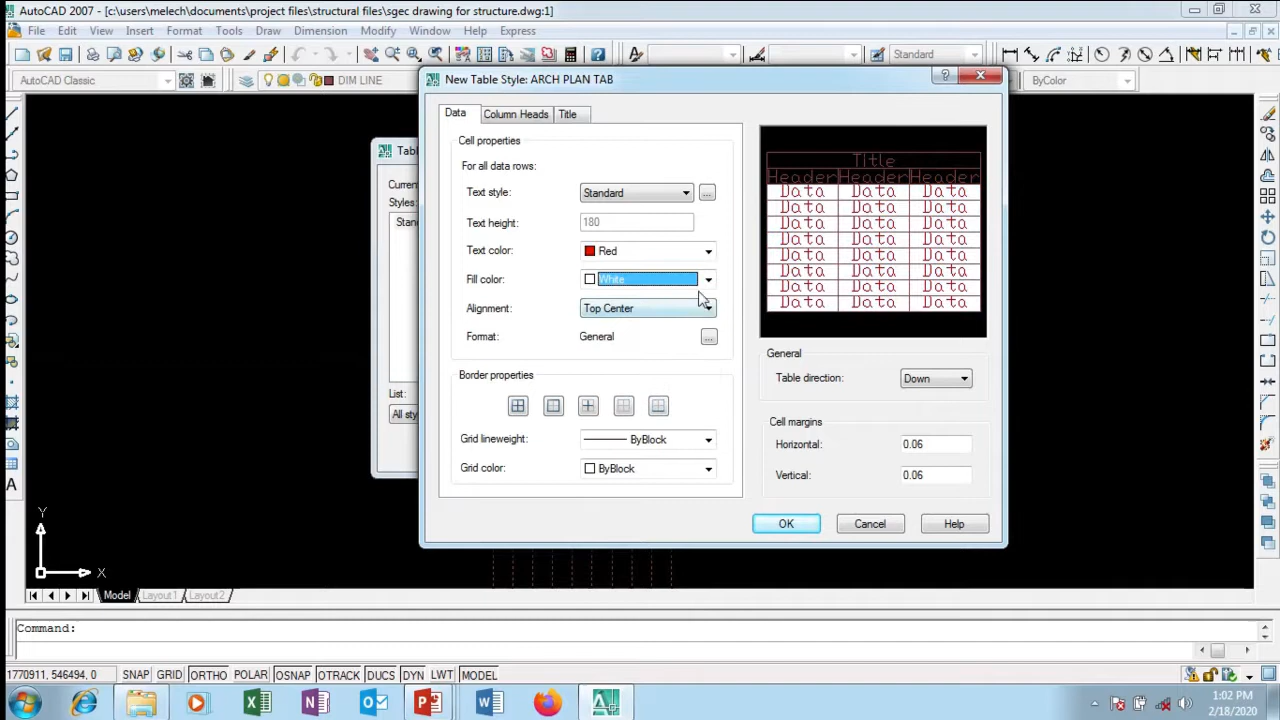 AutoCAD 2007 - [c:\users\melech\documents\project files\structural files\sgec drawing for structure.dwg:1]
File Edit View Insert Format Tools Draw Dimension Modify Window Help Express
Standard
AutoCAD Classic
DIM LINE
ByColor
New Table Style: ARCH PLAN TAB
Data
Column Heads
Title
Cell properties
For all data rows:
Text style:
Standard
...
Text height:
180
Text color:
Red
Fill color:
White
Alignment:
Top Center
Format:
General
...
Border properties
Grid lineweight:
ByBlock
Grid color:
ByBlock
Title
Header Header Header
Data Data Data
Data Data Data
Data Data Data
Data Data Data
Data Data Data
Data Data Data
Data Data Data
Data Data Data
General
Table direction:
Down
Cell margins
Horizontal:
0.06
Vertical:
0.06
OK
Cancel
Help
Current
Styles:
List:
Y
X
A
Model
Layout1
Layout2
Command:
1770911, 546494, 0
SNAP GRID ORTHO POLAR OSNAP OTRACK DUCS DYN LWT MODEL
1:02 PM
2/18/2020